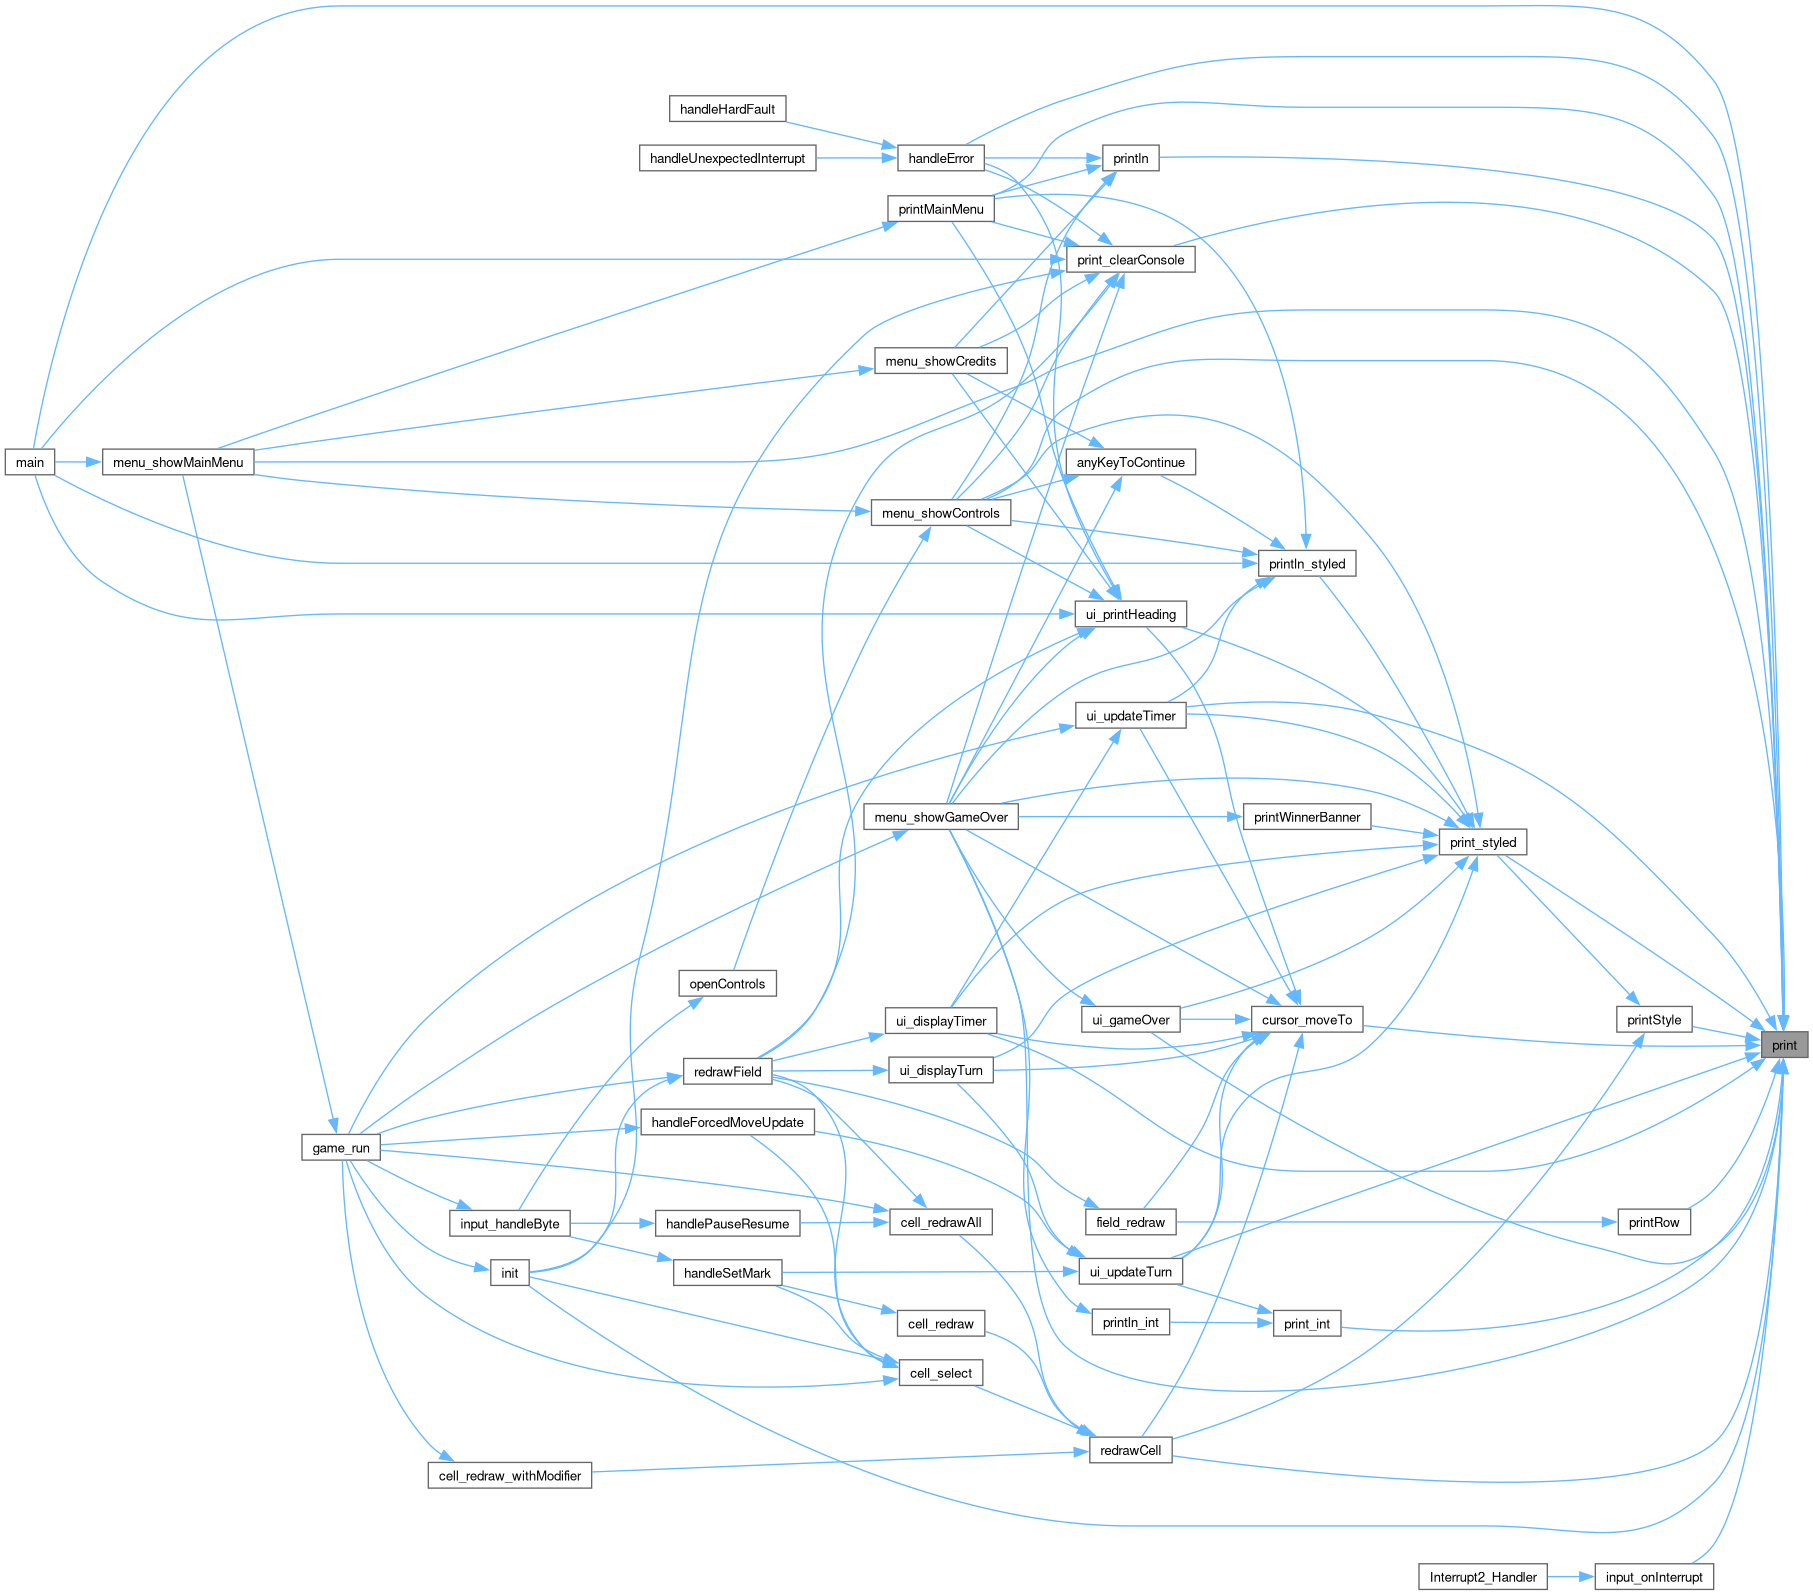 handleHardFault
handleUnexpectedInterrupt
handleError
println
printMainMenu
print_clearConsole
menu_showCredits
main
menu_showMainMenu
anyKeyToContinue
menu_showControls
println_styled
ui_printHeading
ui_updateTimer
menu_showGameOver
printWinnerBanner
print_styled
openControls
ui_displayTimer
ui_gameOver
cursor_moveTo
printStyle
print
redrawField
ui_displayTurn
handleForcedMoveUpdate
game_run
input_handleByte
handlePauseResume
cell_redrawAll
field_redraw
printRow
init
handleSetMark
ui_updateTurn
cell_redraw
println_int
print_int
cell_select
redrawCell
cell_redraw_withModifier
Interrupt2_Handler
input_onInterrupt